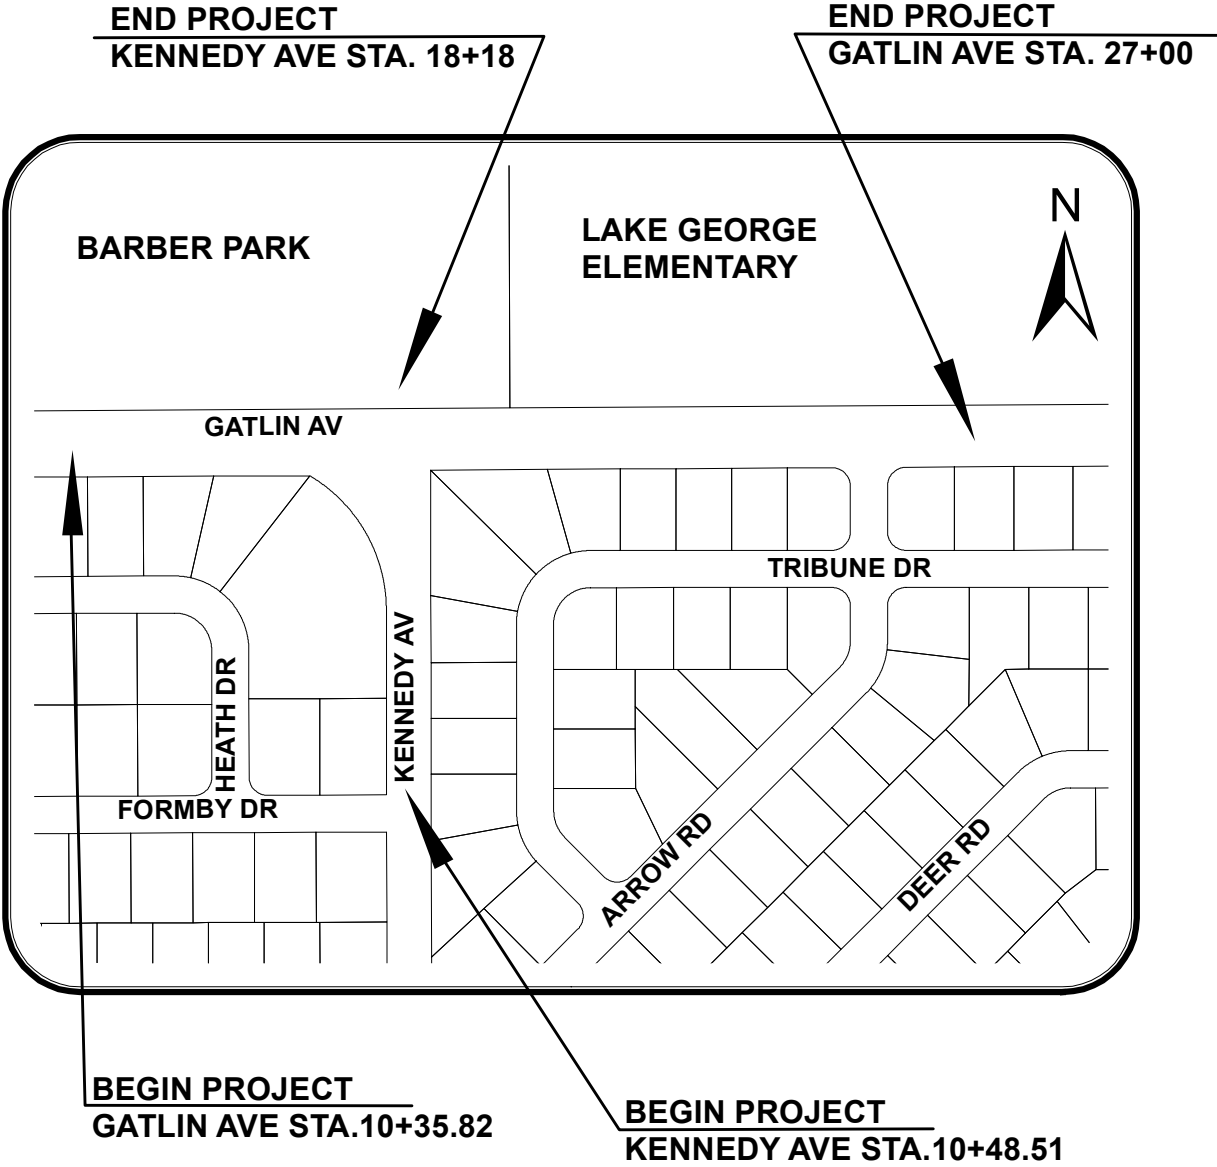 END PROJECT
KENNEDY AVE STA. 18+18
END PROJECT
GATLIN AVE STA. 27+00
N
BARBER PARK
LAKE GEORGE
ELEMENTARY
GATLIN AV
TRIBUNE DR
KENNEDY AV
HEATH DR
FORMBY DR
ARROW RD
DEER RD
BEGIN PROJECT
GATLIN AVE STA.10+35.82
BEGIN PROJECT
KENNEDY AVE STA.10+48.51